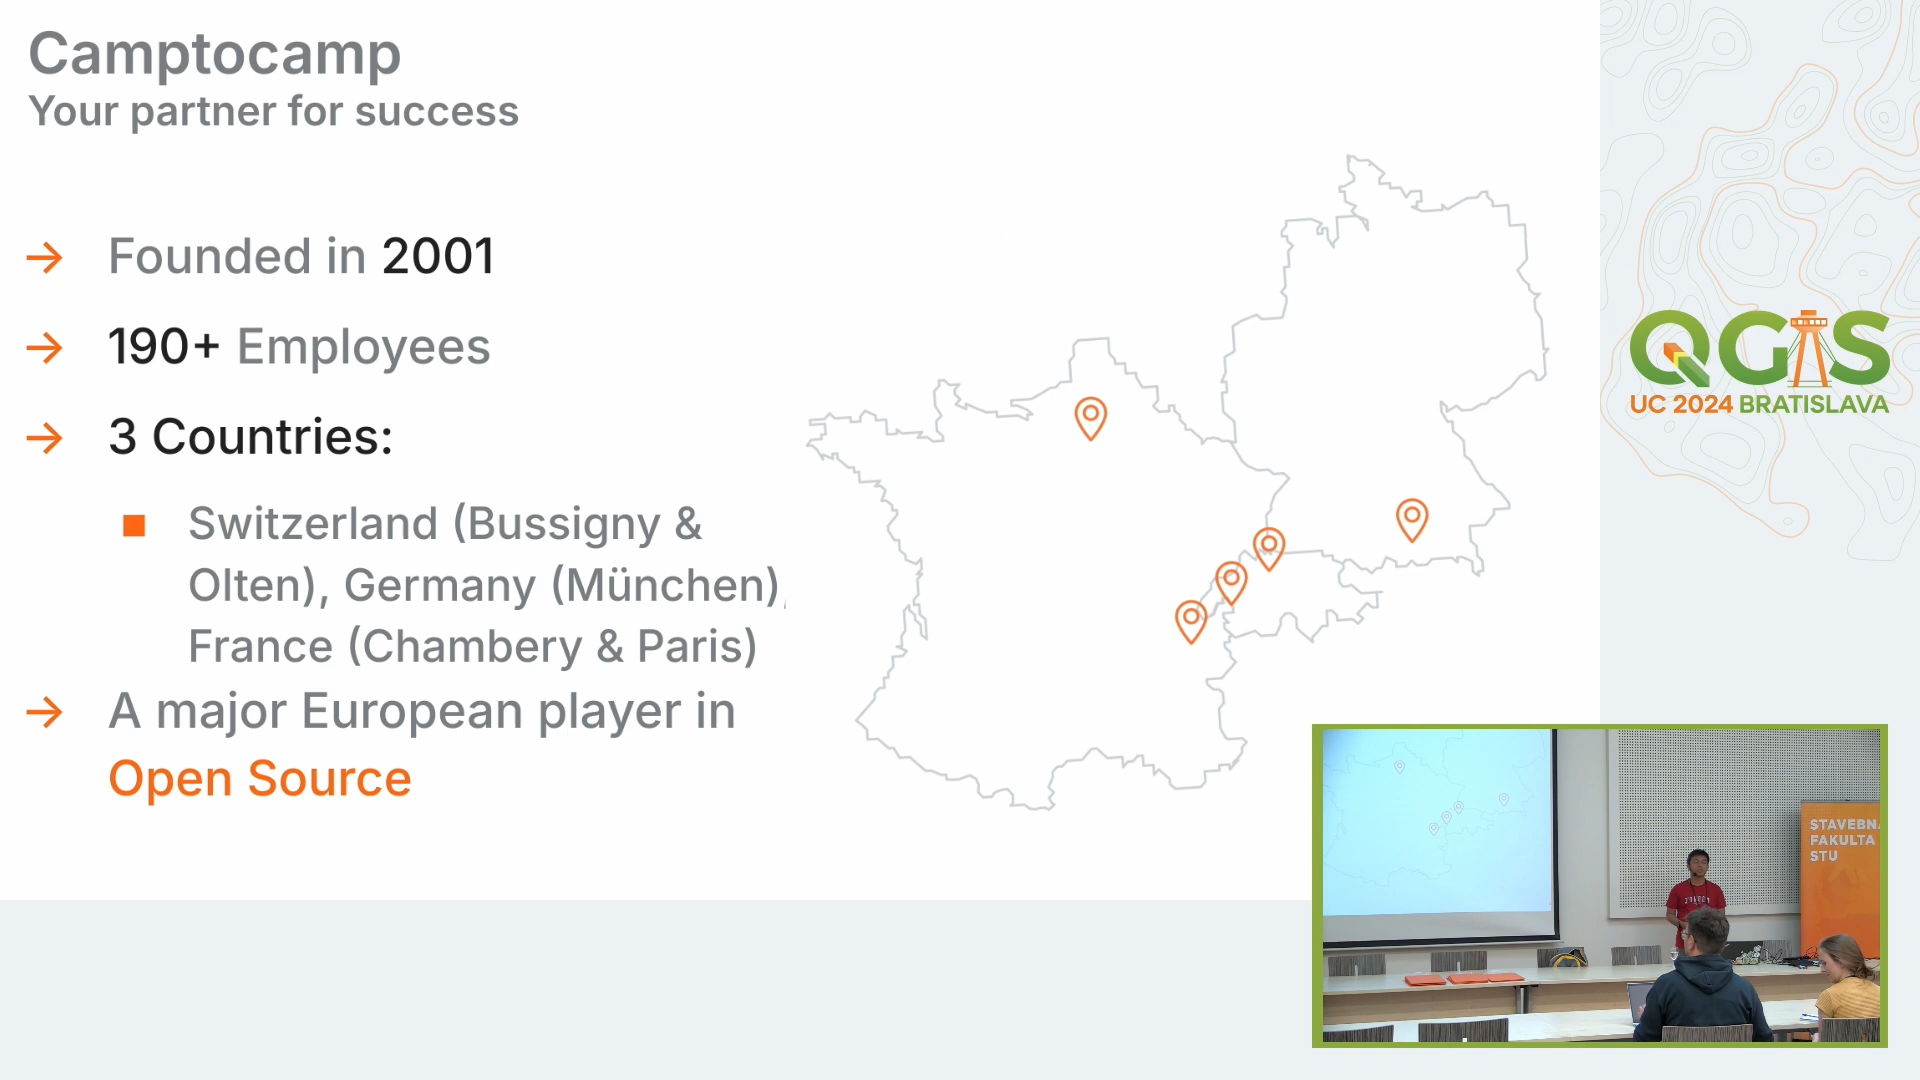 Camptocamp
Your partner for success
→ Founded in 2001
→ 190+ Employees
→ 3 Countries:
■ Switzerland (Bussigny &
Olten), Germany (München),
France (Chambery & Paris)
→ A major European player in
Open Source
QGIS
UC 2024 BRATISLAVA
STAVEBN
FAKULTA
STU